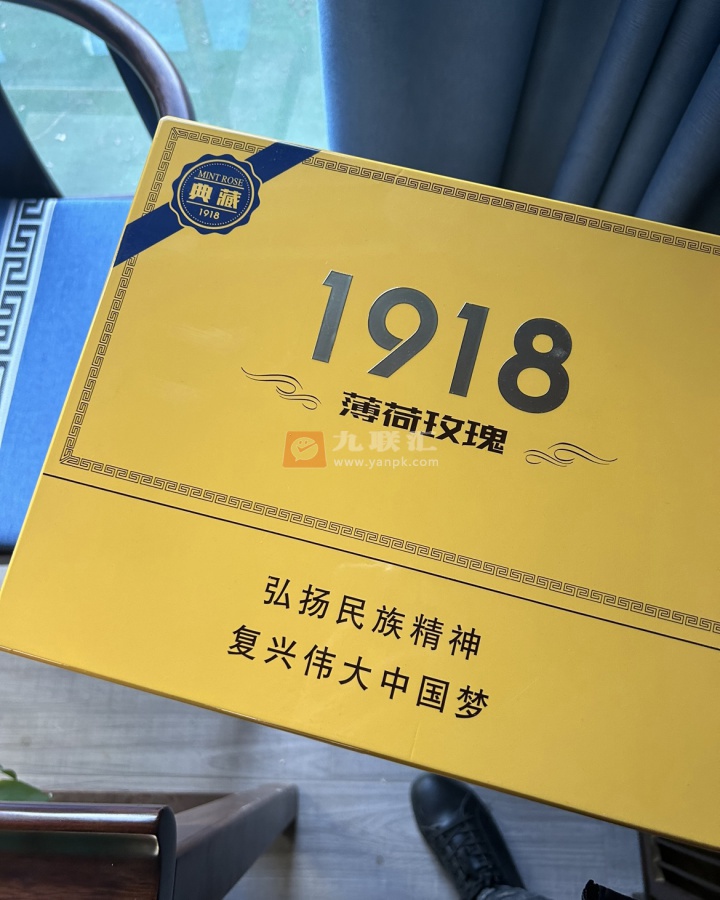 MINT ROSE
典藏
1918
1918
薄荷玫瑰
九联汇
www.yanpk.com
弘扬民族精神
复兴伟大中国梦